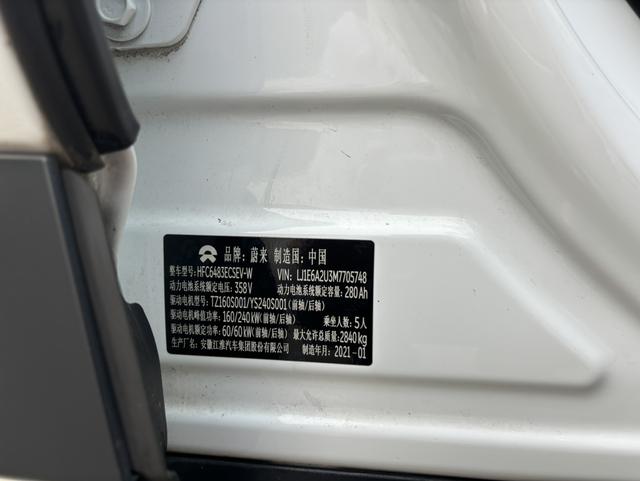 品牌：蔚来 制造国：中国
整车型号：HFC6483ECSEV-W VIN：LJ1E6A2U3M7705748
动力电池系统额定电压：358V 动力电池系统额定容量：280Ah
驱动电机型号：TZ160S001/YS240S001(前轴/后轴)
驱动电机峰值功率：160/240kW(前轴/后轴) 乘坐人数：5人
驱动电机额定功率：60/60kW(前轴/后轴) 最大允许总质量：2840kg
生产厂名：安徽江淮汽车集团股份有限公司 制造年月：2021-01